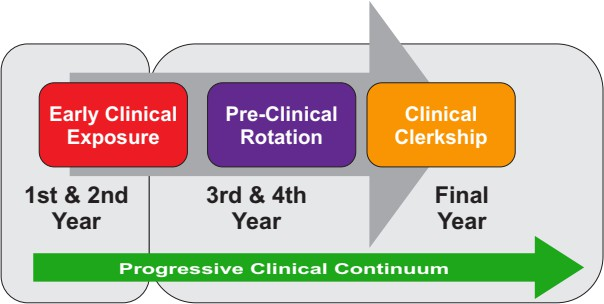 Early Clinical
Exposure
Pre-Clinical
Rotation
Clinical
Clerkship
1st & 2nd
Year
3rd & 4th
Year
Final
Year
Progressive Clinical Continuum